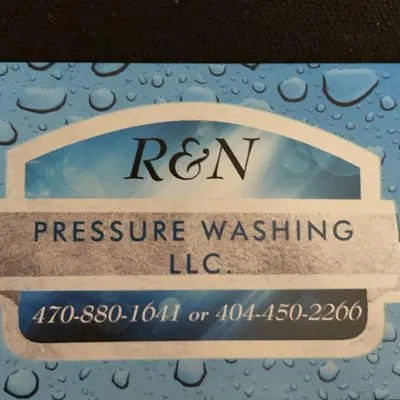 R&N
PRESSURE WASHING
LLC.
470-880-1641 or 404-450-2266